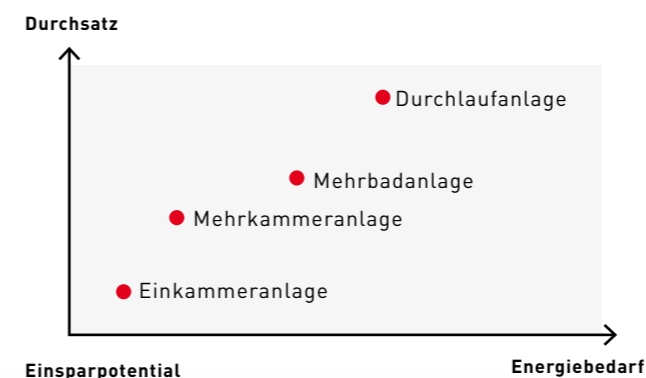 Durchsatz
Durchlaufanlage
Mehrbadanlage
Mehrkammeranlage
Einkammeranlage
Einsparpotential
Energiebedarf